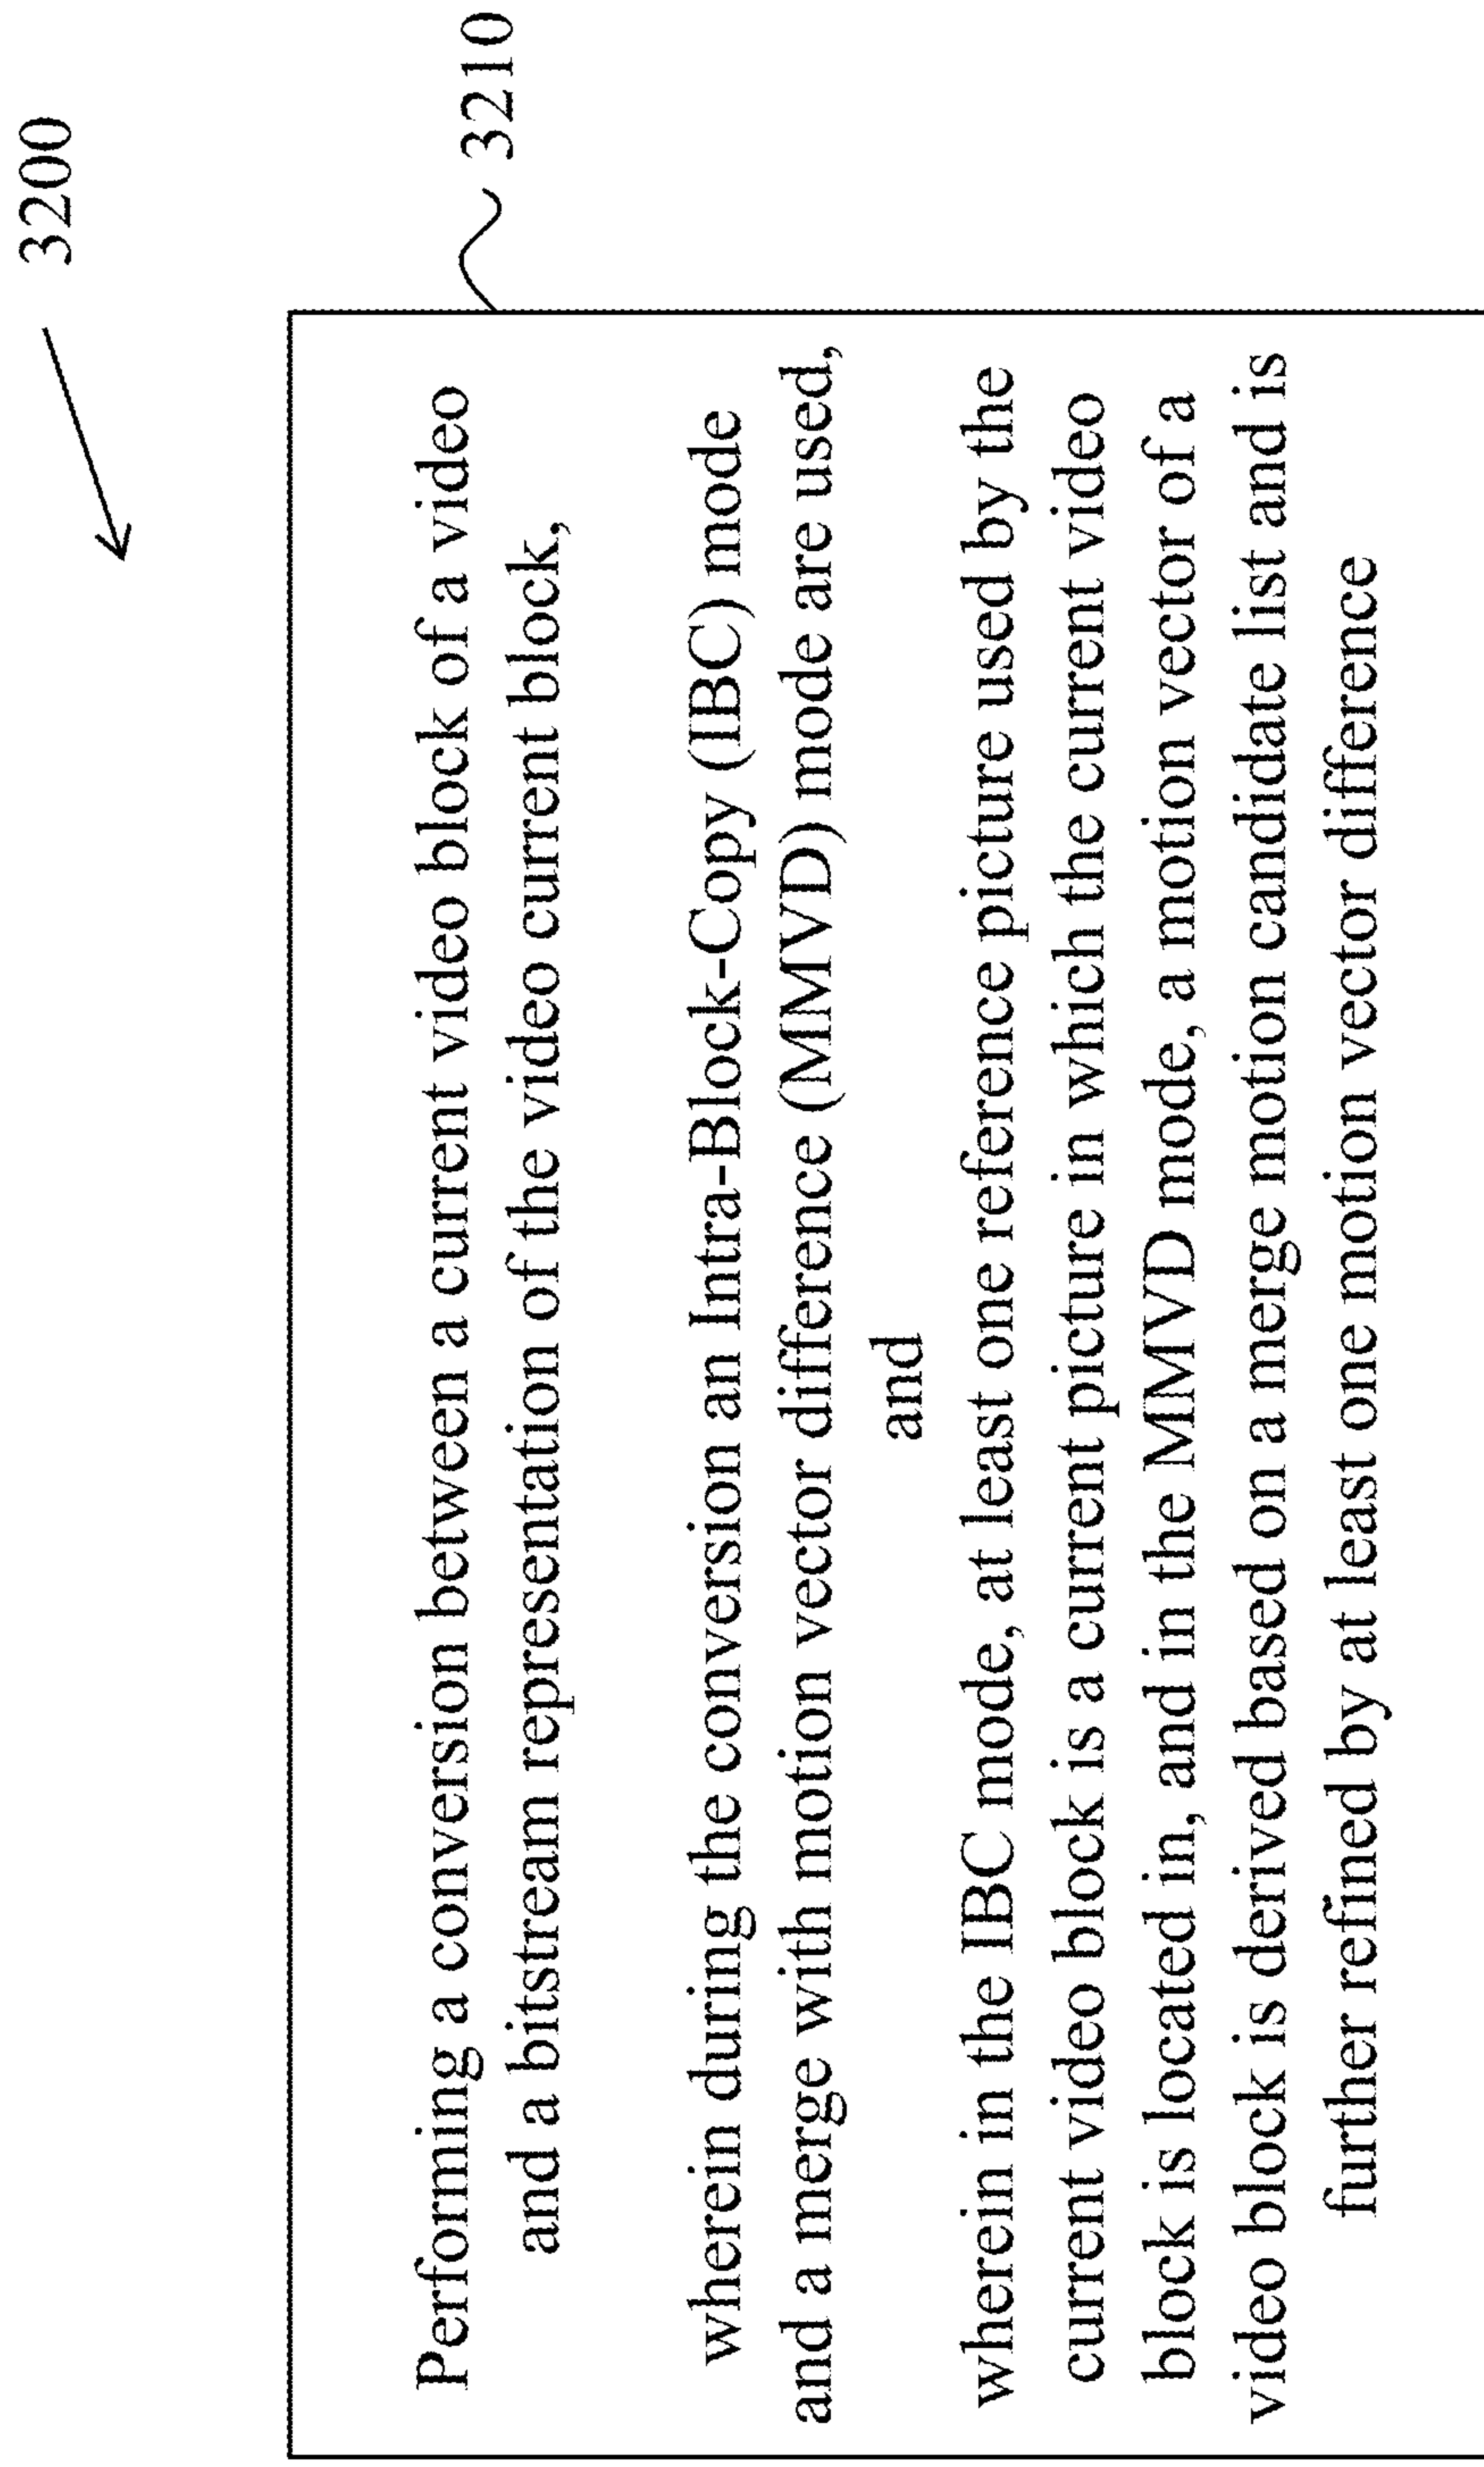 3200
3210
Performing a conversion between a current video block of a video
and a bitstream representation of the video current block,
wherein during the conversion an Intra-Block-Copy (IBC) mode
and a merge with motion vector difference (MMVD) mode are used,
and
wherein in the IBC mode, at least one reference picture used by the
current video block is a current picture in which the current video
block is located in, and in the MMVD mode, a motion vector of a
video block is derived based on a merge motion candidate list and is
further refined by at least one motion vector difference